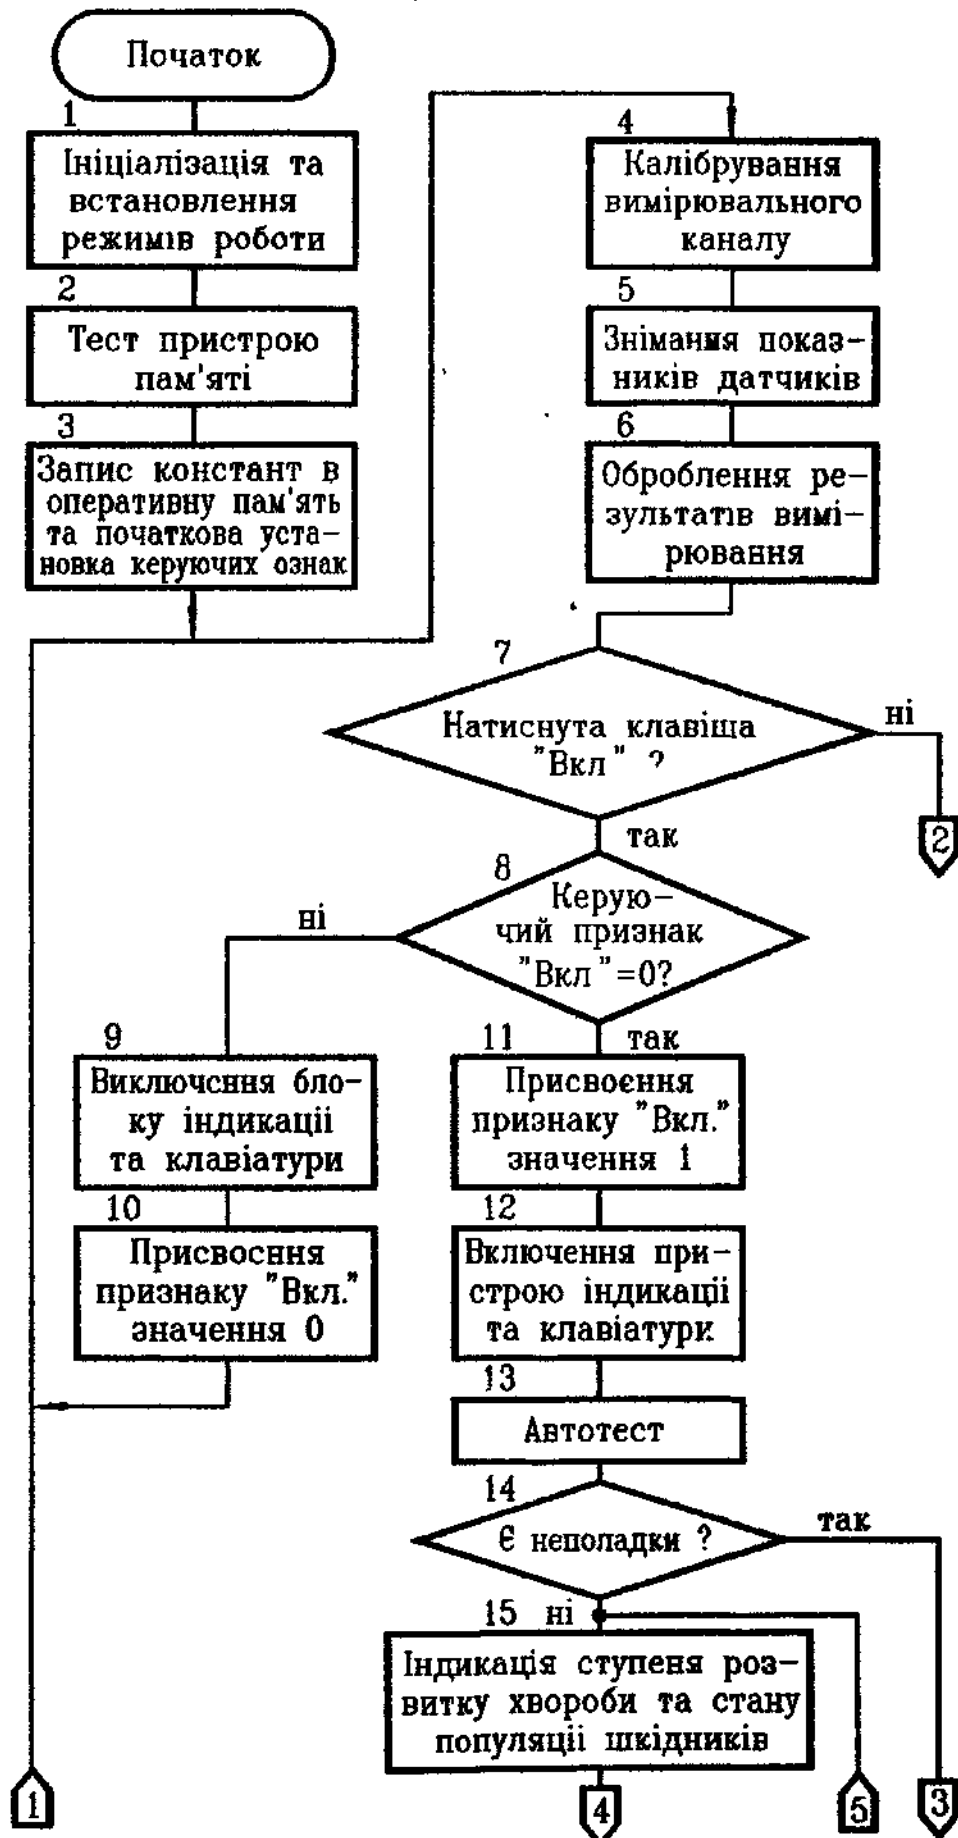 Початок
1
Ініціалізація та
встановлення
режимів роботи
2
Тест пристрою
пам'яті
3
Запис констант в
оперативну пам'ять
та початкова уста-
новка керуючих ознак
4
Калібрування
вимірювального
каналу
5
Знімання показ-
ників датчиків
6
Оброблення ре-
зультатів вимі-
рювання
7
Натиснута клавіща
"Вкл" ?
ні
2
так
8
Керую-
чий признак
"Вкл"=0?
ні
так
9
Виключення бло-
ку індикації
та клавіатури
10
Присвоєння
признаку "Вкл."
значення 0
11
Присвоєння
признаку "Вкл."
значення 1
12
Включення при-
строю індикації
та клавіатури
13
Автотест
14
Є неполадки ?
так
15 ні
Індикація ступеня роз-
витку хвороби та стану
популяції шкідників
1
4
5
3